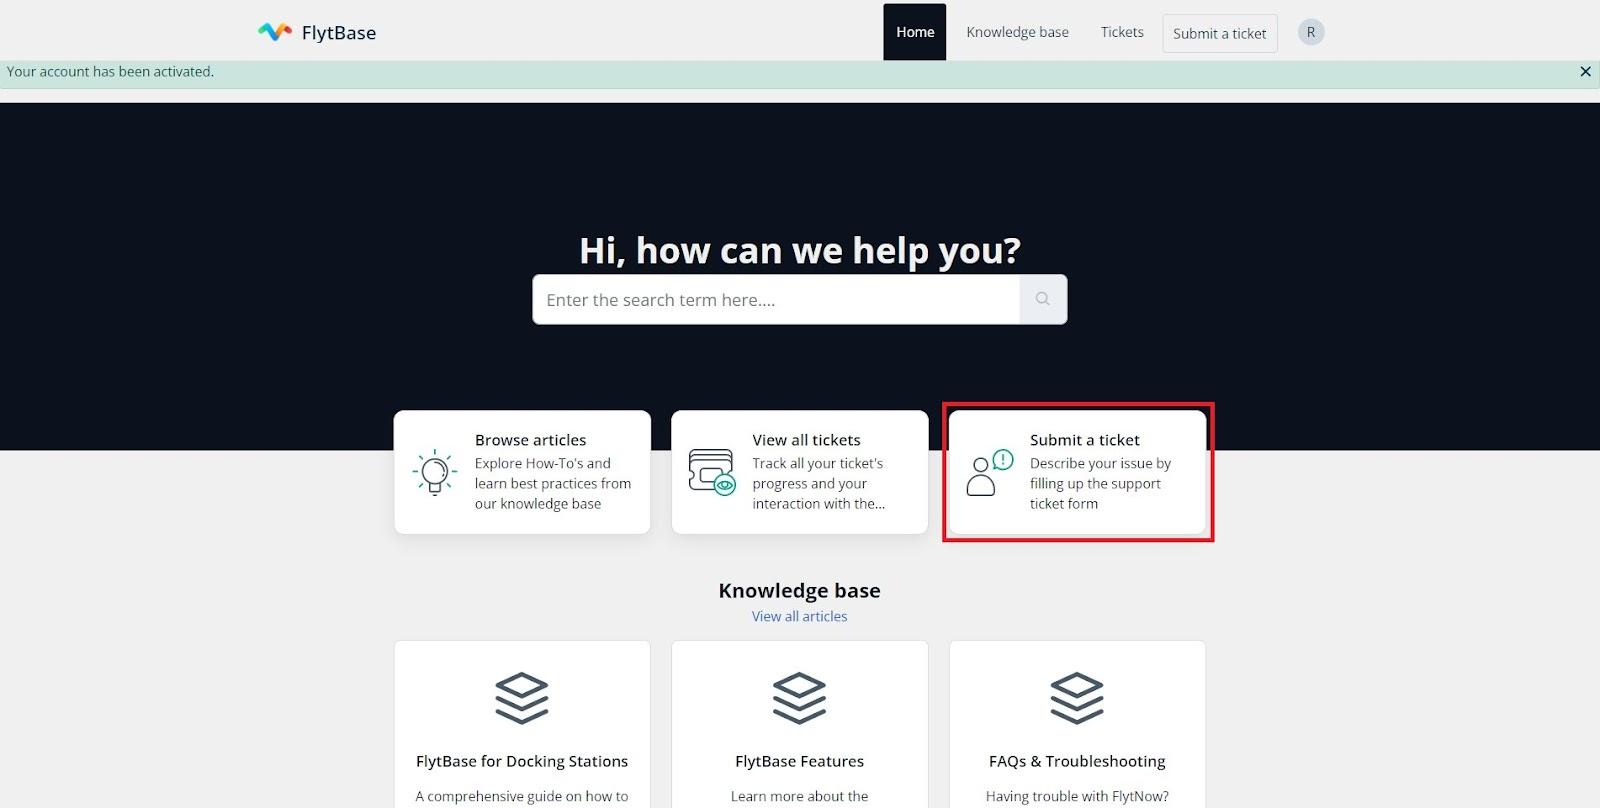 FlytBase
Home
Knowledge base
Tickets
Submit a ticket
R
Your account has been activated.
Hi, how can we help you?
Enter the search term here....
Browse articles
Explore How-To's and
learn best practices from
our knowledge base
View all tickets
Track all your ticket's
progress and your
interaction with the...
Submit a ticket
Describe your issue by
filling up the support
ticket form
Knowledge base
View all articles
FlytBase for Docking Stations
A comprehensive guide on how to
FlytBase Features
Learn more about the
FAQs & Troubleshooting
Having trouble with FlytNow?